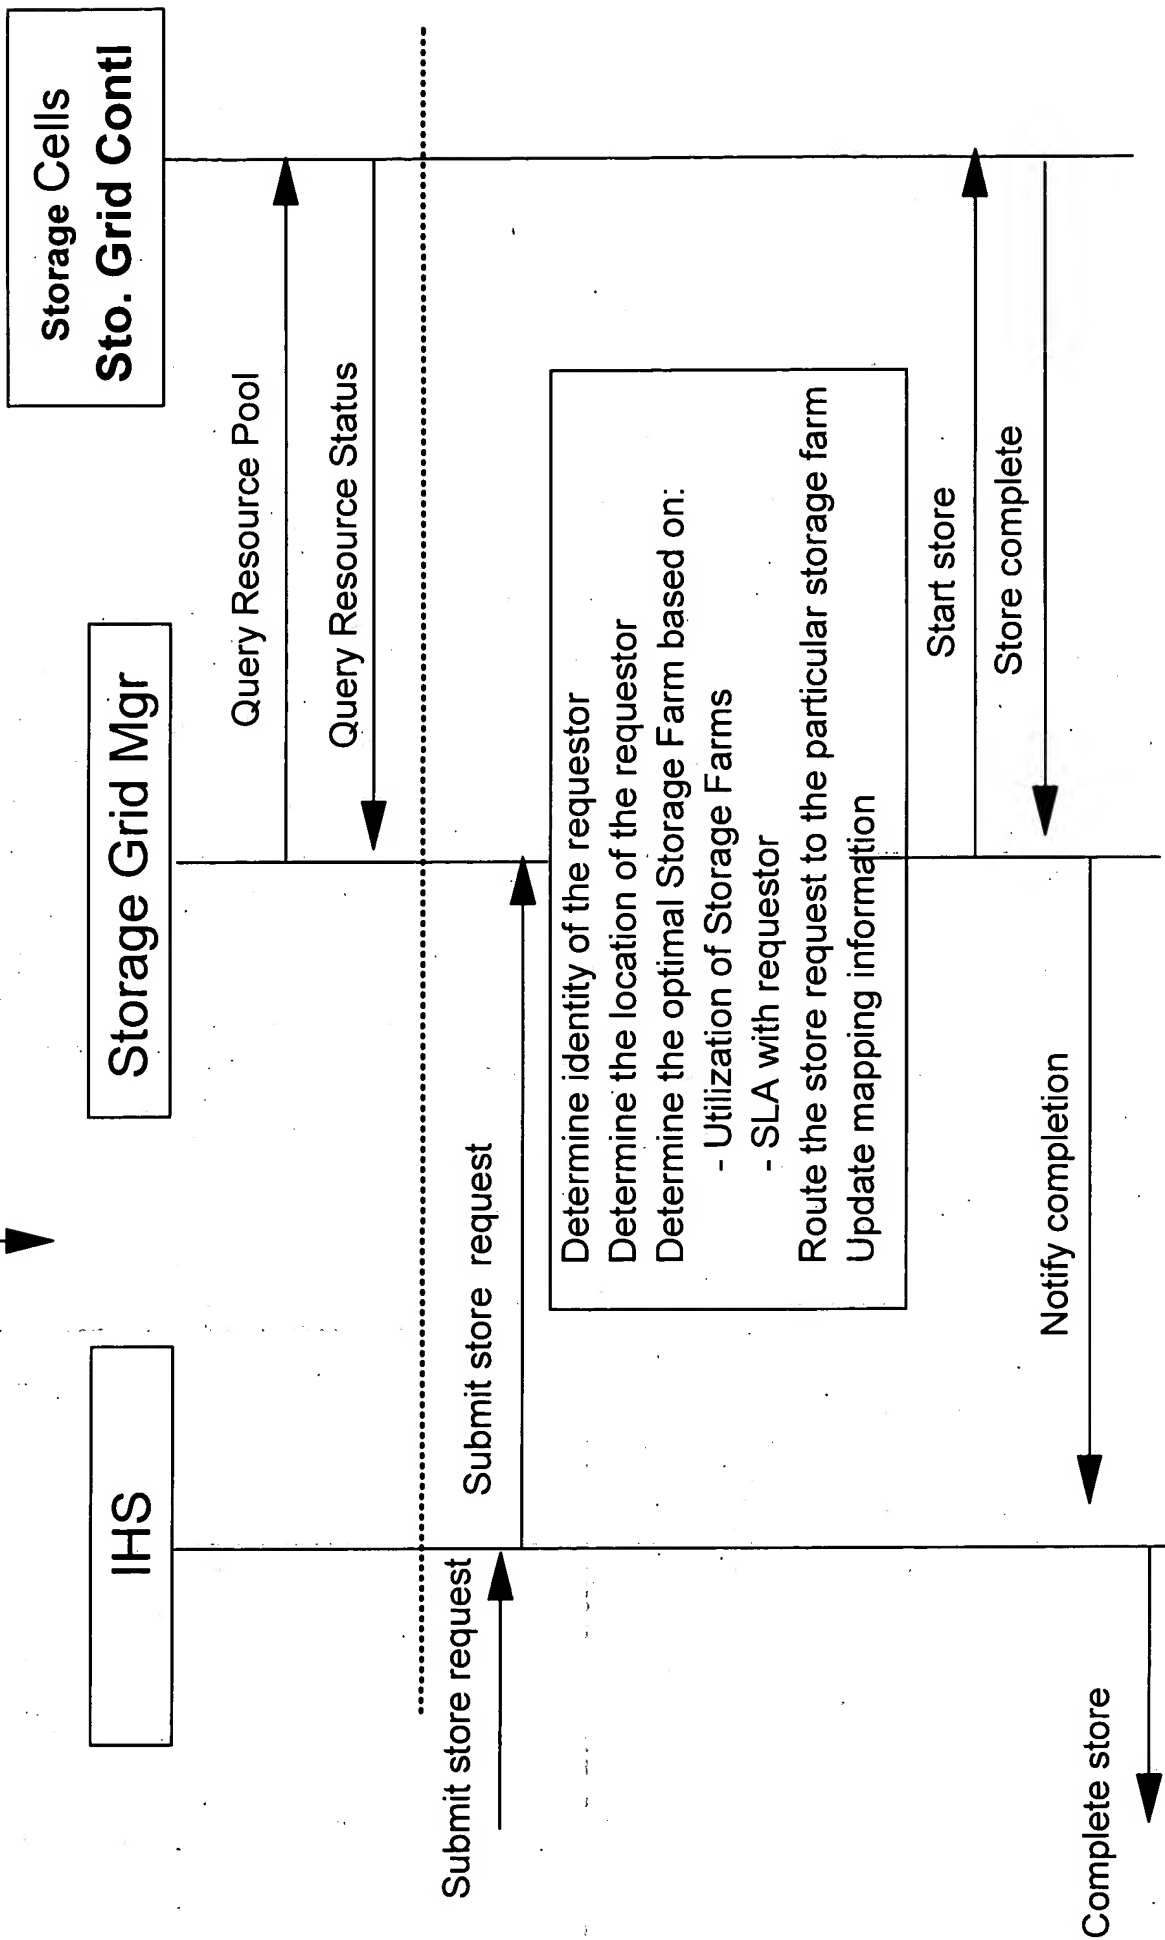 IHS
Storage Grid Mgr
Storage Cells
Sto. Grid Contl
Query Resource Pool
Query Resource Status
Submit store request
Submit store request
Determine identity of the requestor
Determine the location of the requestor
Determine the optimal Storage Farm based on:
- Utilization of Storage Farms
- SLA with requestor
Route the store request to the particular storage farm
Update mapping information
Start store
Store complete
Notify completion
Complete store